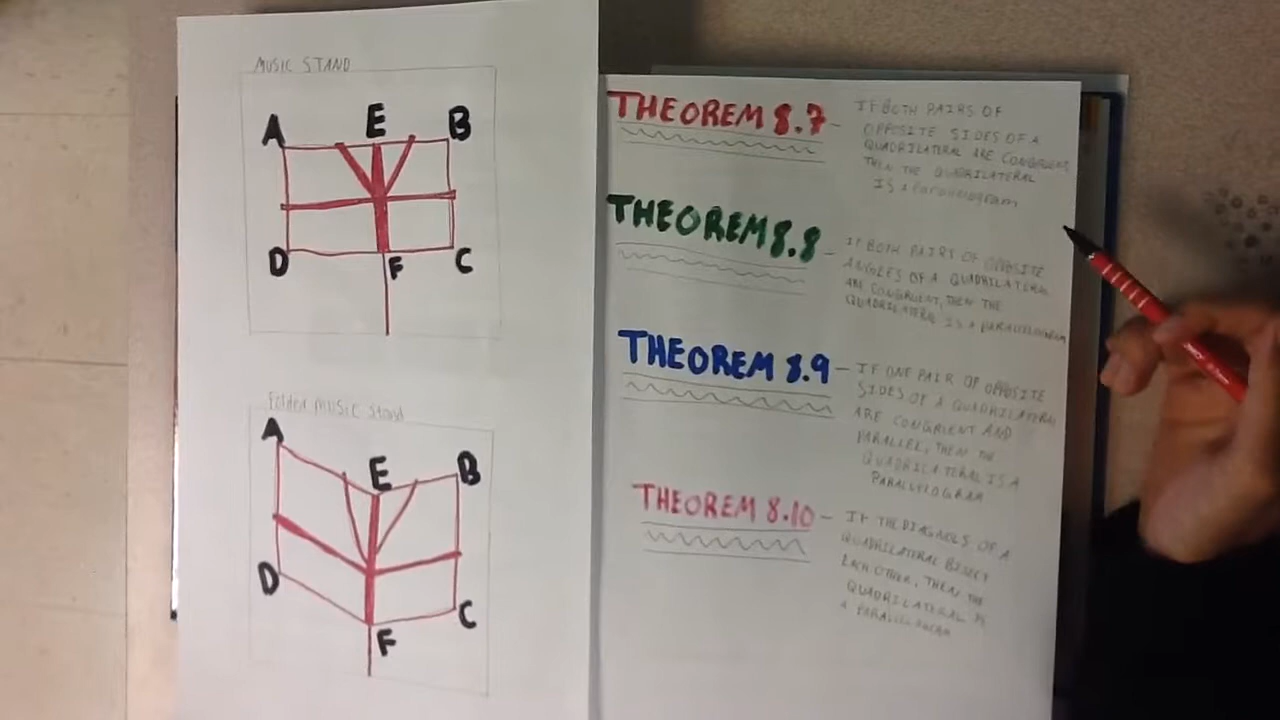 MUSIC STAND
A E B
D F C
Folded music stand
A E B
D F C
THEOREM 8.7 - IF BOTH PAIRS OF
OPPOSITE SIDES OF A
QUADRILATERAL ARE CONGRUENT
THEN THE QUADRILATERAL
IS A Parallelogram
THEOREM 8.8 - IF BOTH PAIRS OF OPPOSITE
ANGLES OF A QUADRILATERAL
ARE CONGRUENT, THEN THE
QUADRILATERAL IS A PARALLELOGRAM
THEOREM 8.9 - IF ONE PAIR OF OPPOSITE
SIDES OF A QUADRILATERAL
ARE CONGRUENT AND
PARALLEL, THEN THE
QUADRILATERAL IS A
PARALLELOGRAM
THEOREM 8.10 - IF THE OF A
QUADRILATERAL BISECT
EACH OTHER, THEN THE
QUADRILATERAL IS
A